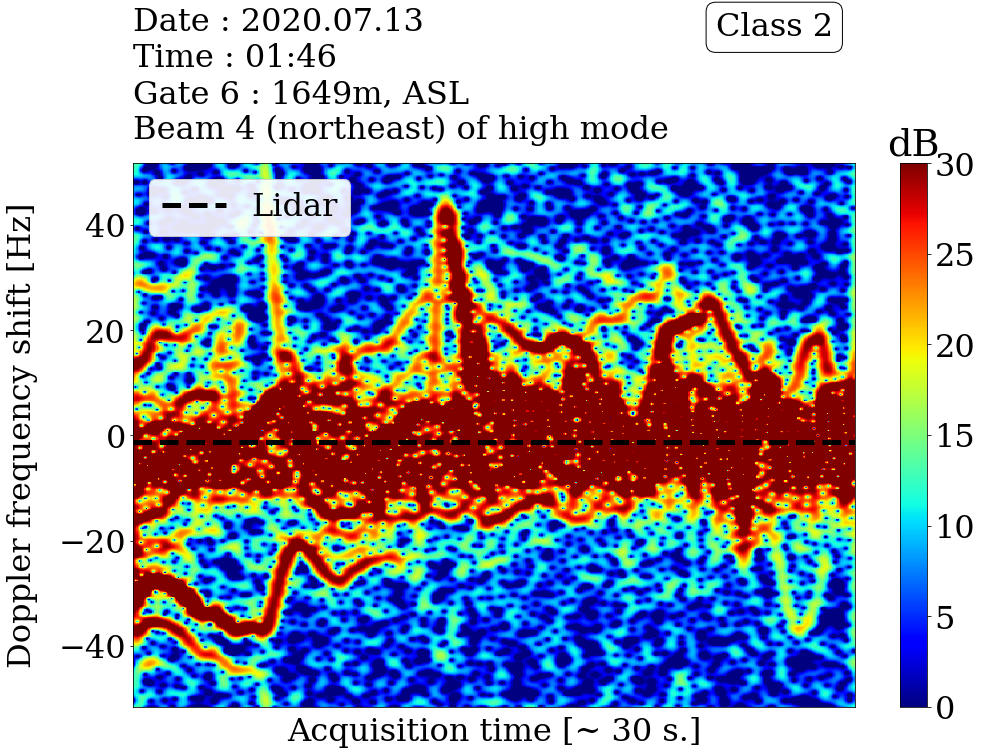 Date : 2020.07.13
Class 2
Time : 01:46
Gate 6 : 1649m, ASL
Beam 4 (northeast) of high mode
dB
Lidar
40
20
0
−20
−40
Doppler frequency shift [Hz]
30
25
20
15
10
5
0
Acquisition time [~ 30 s.]